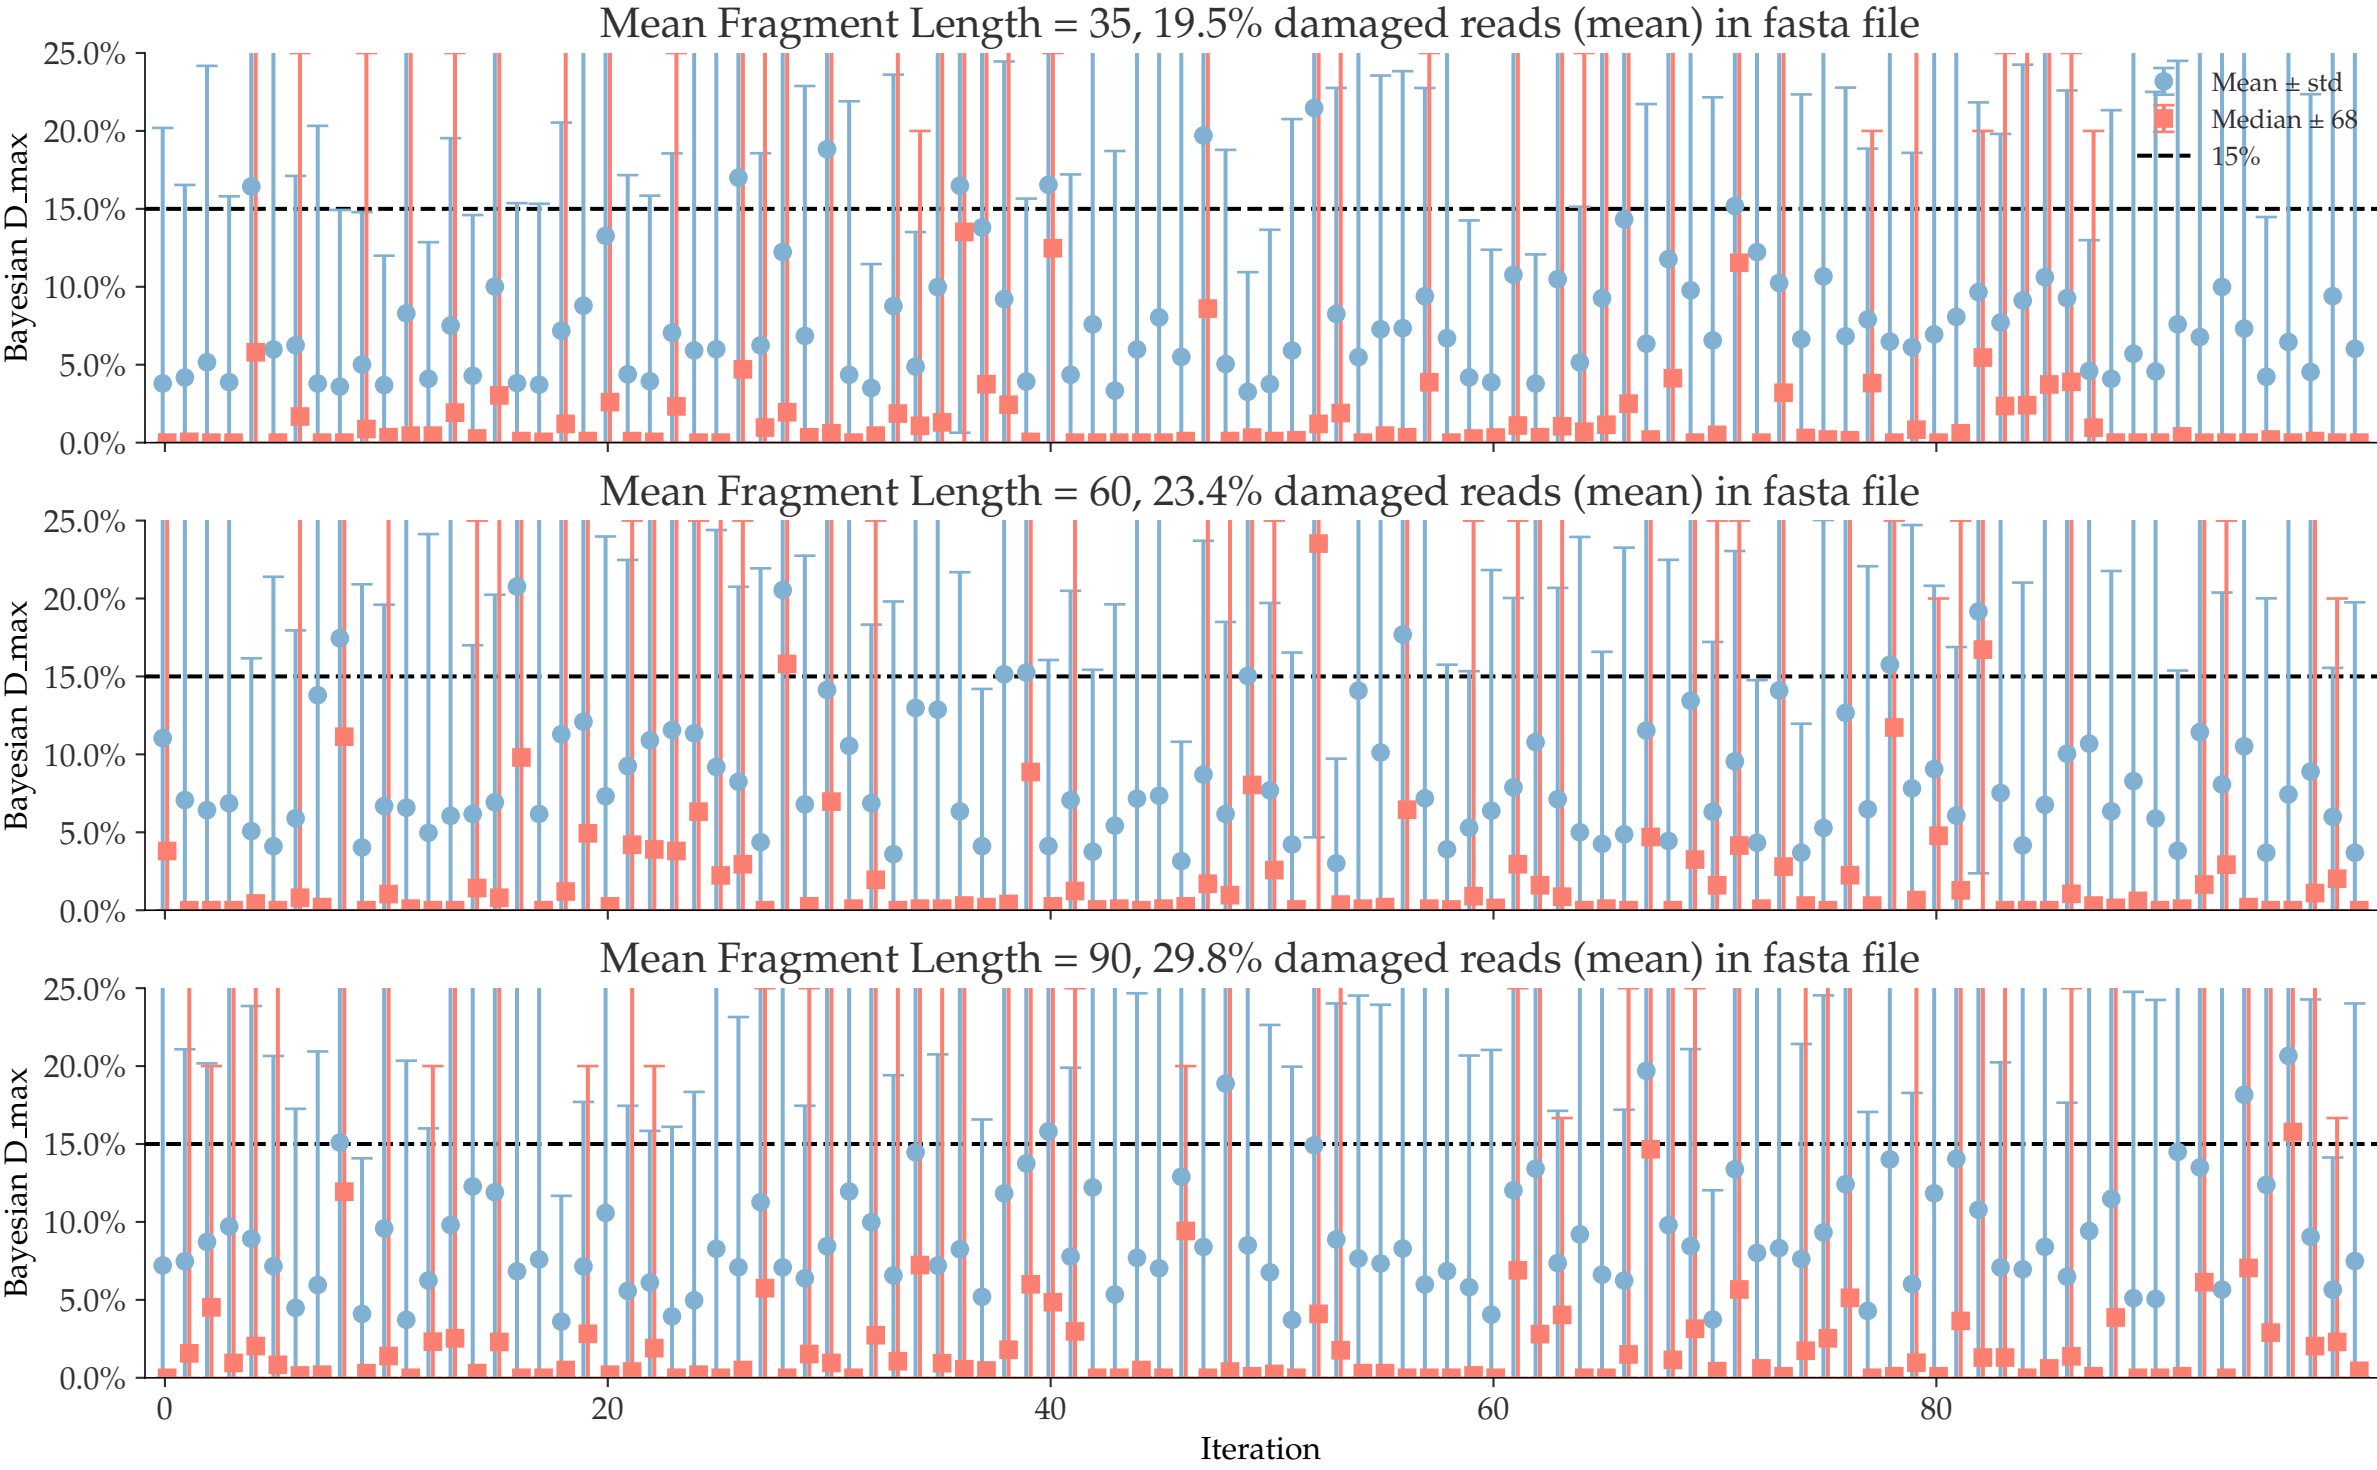 Mean Fragment Length = 35, 19.5% damaged reads (mean) in fasta file
25.0%
20.0%
15.0%
10.0%
5.0%
0.0%
Bayesian D_max
Mean ± std
Median ± 68
15%
Mean Fragment Length = 60, 23.4% damaged reads (mean) in fasta file
25.0%
20.0%
15.0%
10.0%
5.0%
0.0%
Bayesian D_max
Mean Fragment Length = 90, 29.8% damaged reads (mean) in fasta file
25.0%
20.0%
15.0%
10.0%
5.0%
0.0%
Bayesian D_max
0 20 40 60 80
Iteration